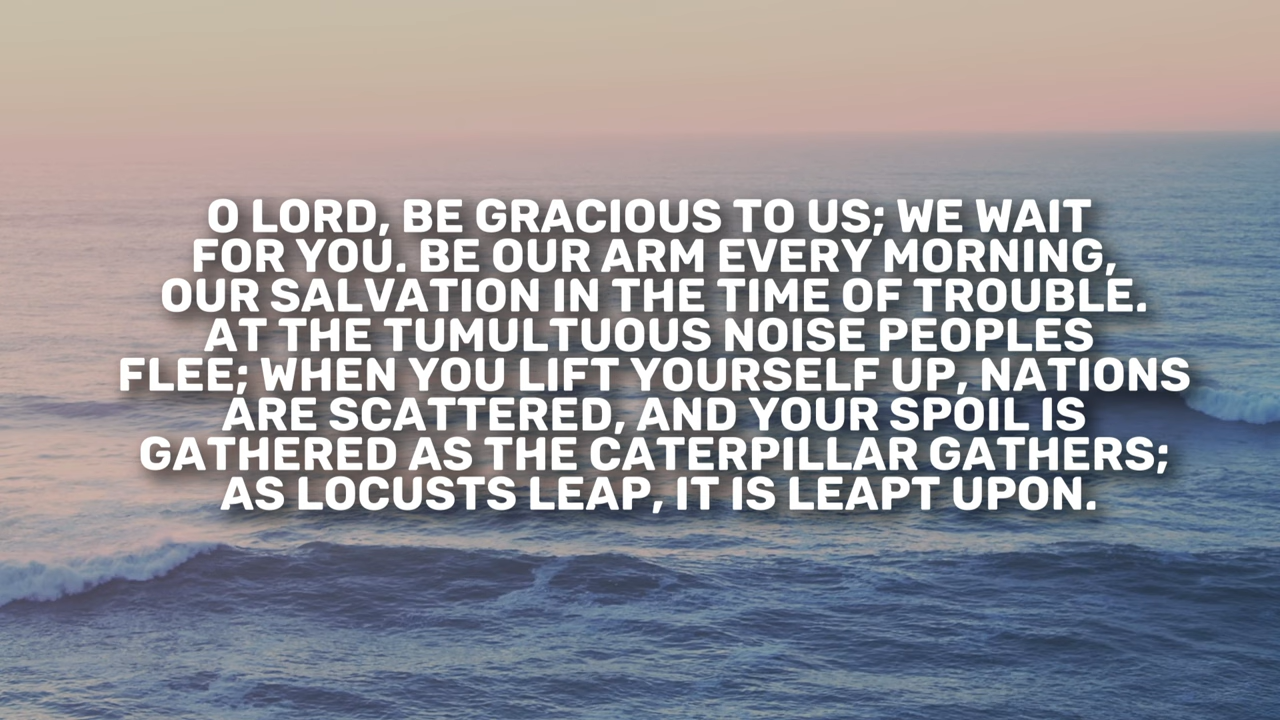 O LORD, BE GRACIOUS TO US; WE WAIT
FOR YOU. BE OUR ARM EVERY MORNING,
OUR SALVATION IN THE TIME OF TROUBLE.
AT THE TUMULTUOUS NOISE PEOPLES
FLEE; WHEN YOU LIFT YOURSELF UP, NATIONS
ARE SCATTERED, AND YOUR SPOIL IS
GATHERED AS THE CATERPILLAR GATHERS;
AS LOCUSTS LEAP, IT IS LEAPT UPON.